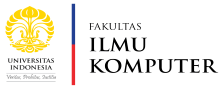 UNIVERSITAS
INDONESIA
Veritas, Probitas, Iustitia
FAKULTAS
ILMU
KOMPUTER